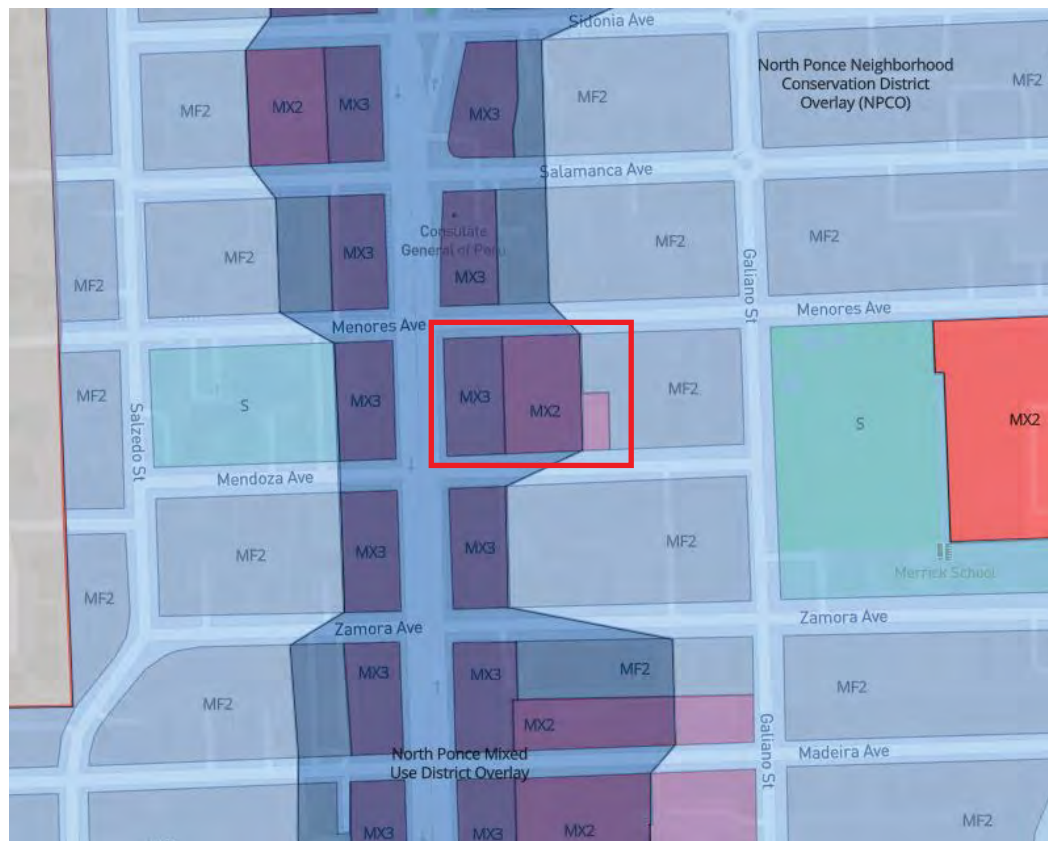 Sidonia Ave
North Ponce Neighborhood
Conservation District
Overlay (NPCO)
MF2
MF2
MX2
MX3
MX3
MF2
Salamanca Ave
Consulate
General of Peru
MF2
MF2
MX3
MX3
MF2
MF2
Galiano St
Menores Ave
Menores Ave
MF2
S
MX3
MX3
MX2
MF2
S
MX2
Salzedo St
Mendoza Ave
MF2
MX3
MX3
MF2
Merrick School
MF2
Zamora Ave
Zamora Ave
MX3
MX3
MF2
MF2
MF2
MX2
Galiano St
North Ponce Mixed
Use District Overlay
Madeira Ave
MF2
MX3
MX3
MX2